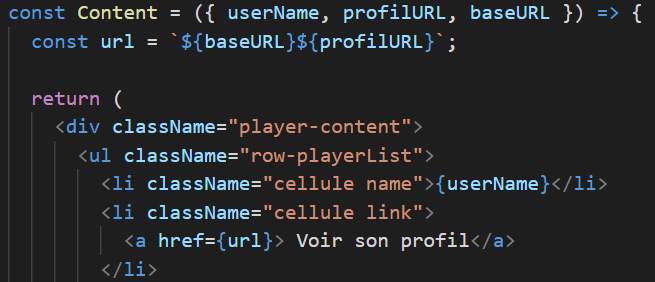 const Content = ({ userName, profilURL, baseURL }) => {
const url = `${baseURL}${profilURL}`;
return (
<div className="player-content">
<ul className="row-playerList">
<li className="cellule name">{userName}</li>
<li className="cellule link">
<a href={url}> Voir son profil</a>
</li>